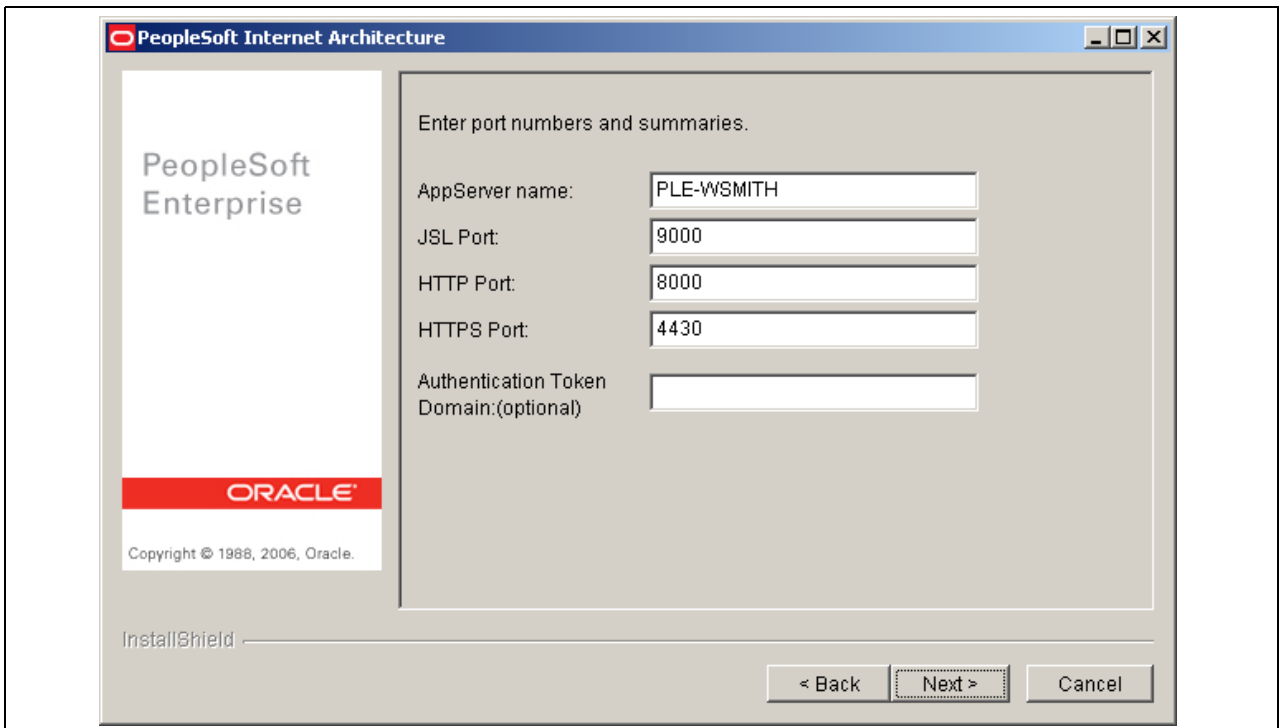 PeopleSoft Internet Architecture
PeopleSoft
Enterprise
ORACLE
Copyright © 1988, 2006, Oracle.
Enter port numbers and summaries.
AppServer name: PLE-WSMITH
JSL Port: 9000
HTTP Port: 8000
HTTPS Port: 4430
Authentication Token
Domain:(optional)
InstallShield
< Back Next > Cancel